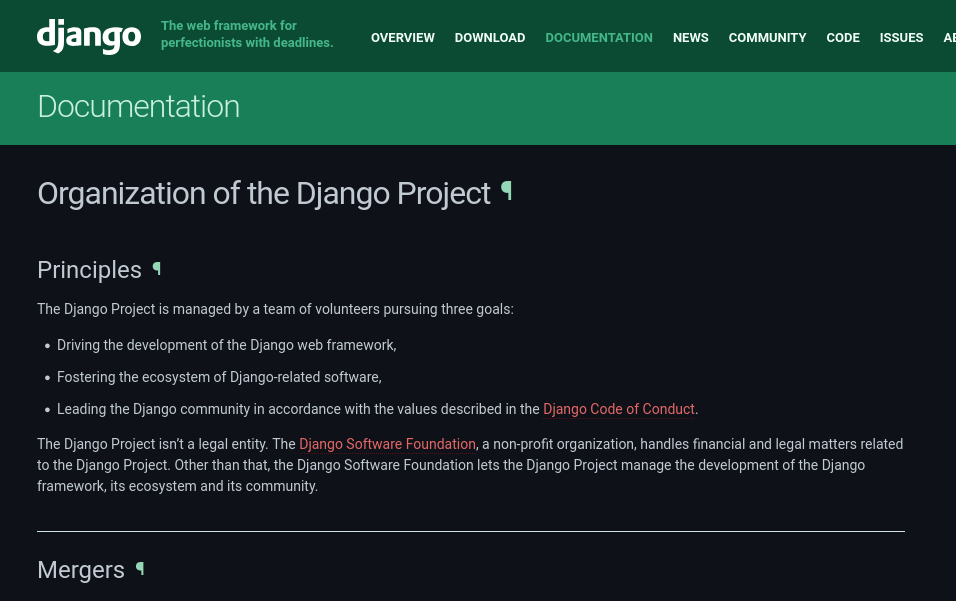 django
The web framework for
perfectionists with deadlines.
OVERVIEW DOWNLOAD DOCUMENTATION NEWS COMMUNITY CODE ISSUES
Documentation
Organization of the Django Project ¶
Principles ¶
The Django Project is managed by a team of volunteers pursuing three goals:
• Driving the development of the Django web framework,
• Fostering the ecosystem of Django-related software,
• Leading the Django community in accordance with the values described in the Django Code of Conduct.
The Django Project isn’t a legal entity. The Django Software Foundation, a non-profit organization, handles financial and legal matters related
to the Django Project. Other than that, the Django Software Foundation lets the Django Project manage the development of the Django
framework, its ecosystem and its community.
Mergers ¶